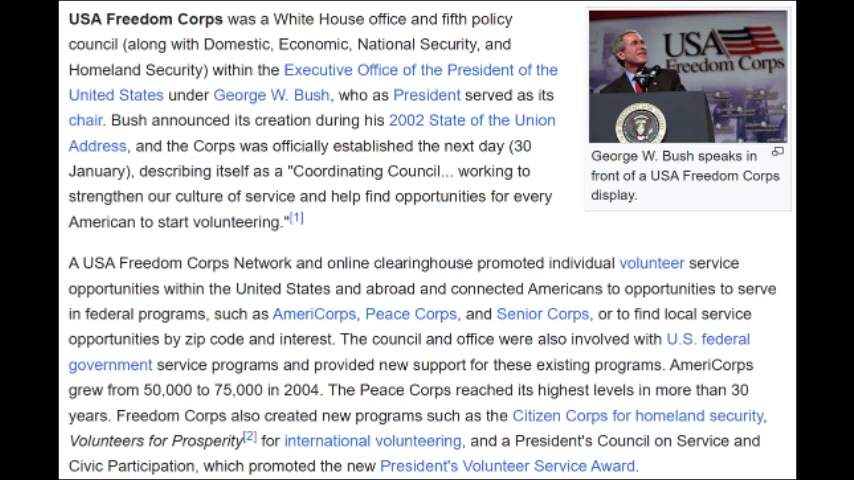 USA Freedom Corps was a White House office and fifth policy
council (along with Domestic, Economic, National Security, and
Homeland Security) within the Executive Office of the President of the
United States under George W. Bush, who as President served as its
chair. Bush announced its creation during his 2002 State of the Union
Address, and the Corps was officially established the next day (30
January), describing itself as a "Coordinating Council... working to
strengthen our culture of service and help find opportunities for every
American to start volunteering."[1]
USA
Freedom Corps
George W. Bush speaks in
front of a USA Freedom Corps
display.
A USA Freedom Corps Network and online clearinghouse promoted individual volunteer service
opportunities within the United States and abroad and connected Americans to opportunities to serve
in federal programs, such as AmeriCorps, Peace Corps, and Senior Corps, or to find local service
opportunities by zip code and interest. The council and office were also involved with U.S. federal
government service programs and provided new support for these existing programs. AmeriCorps
grew from 50,000 to 75,000 in 2004. The Peace Corps reached its highest levels in more than 30
years. Freedom Corps also created new programs such as the Citizen Corps for homeland security,
Volunteers for Prosperity[2] for international volunteering, and a President's Council on Service and
Civic Participation, which promoted the new President's Volunteer Service Award.